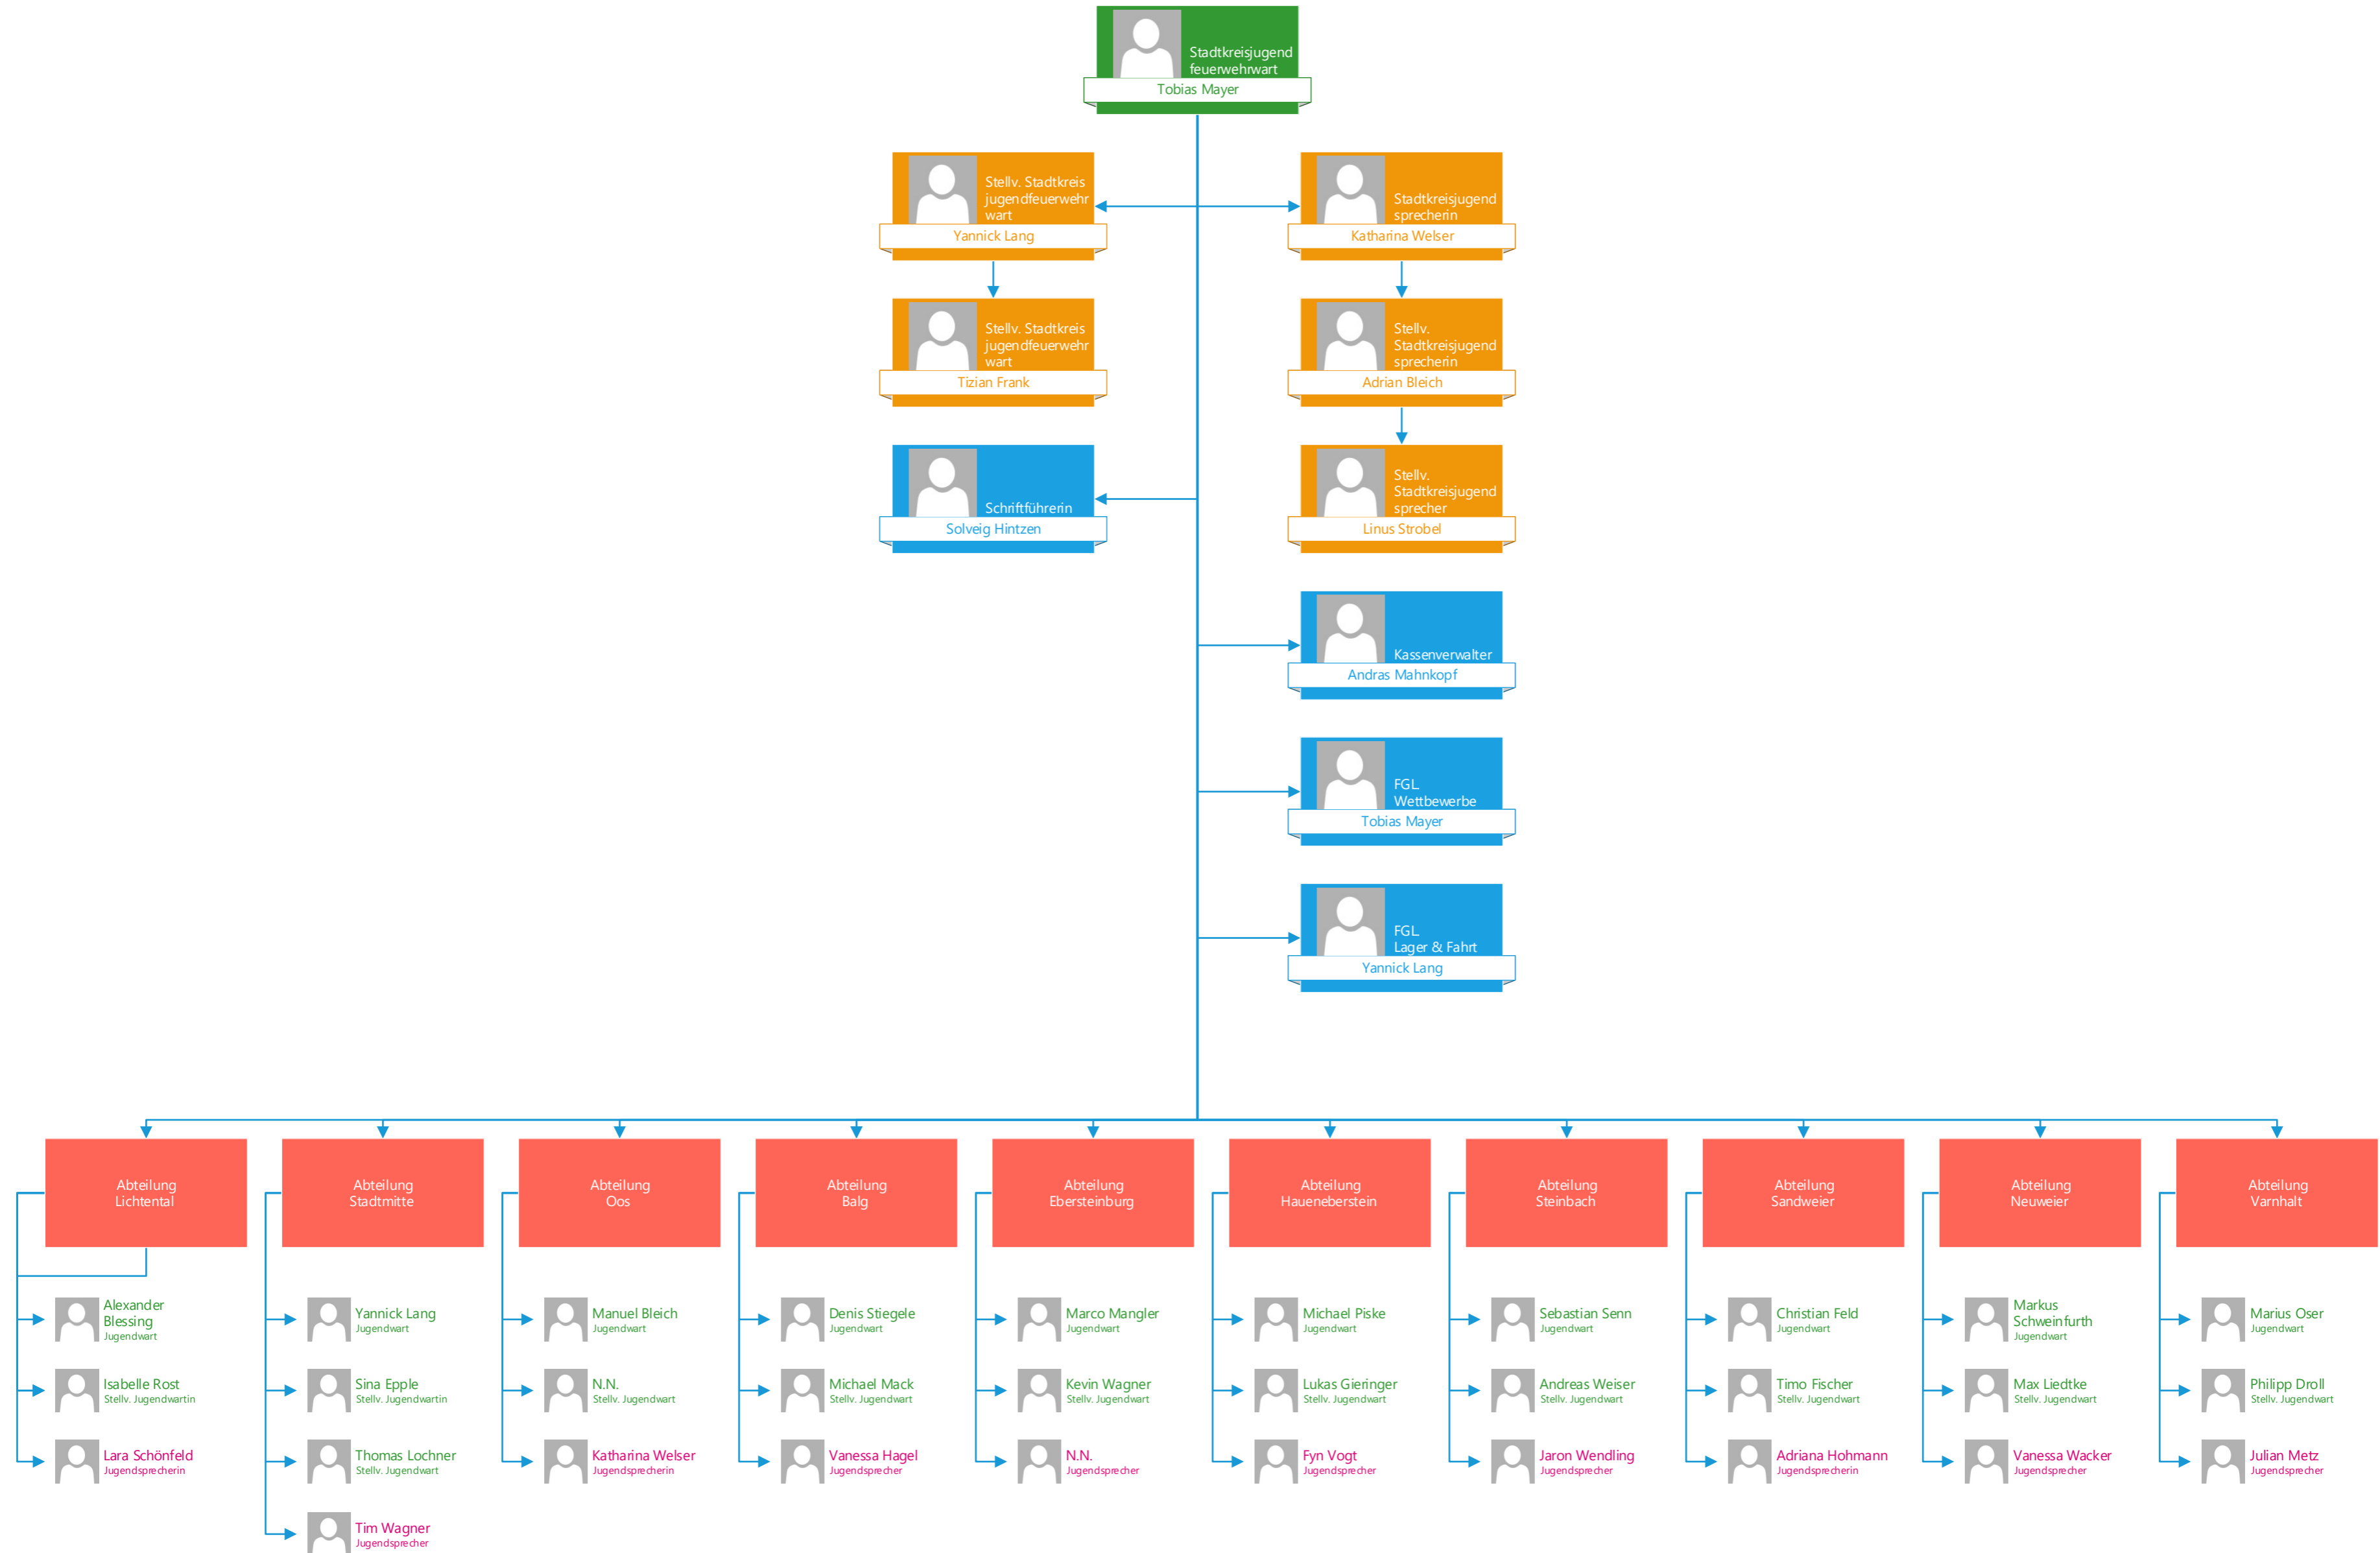 Stadtkreisjugend
feuerwehrwart
Tobias Mayer
Stellv. Stadtkreis
jugendfeuerwehr
wart
Yannick Lang
Stadtkreisjugend
sprecherin
Katharina Welser
Stellv. Stadtkreis
jugendfeuerwehr
wart
Tizian Frank
Stellv.
Stadtkreisjugend
sprecherin
Adrian Bleich
Schriftführerin
Solveig Hintzen
Stellv.
Stadtkreisjugend
sprecher
Linus Strobel
Kassenverwalter
Andras Mahnkopf
FGL
Wettbewerbe
Tobias Mayer
FGL
Lager & Fahrt
Yannick Lang
Abteilung
Lichtental
Alexander
Blessing
Jugendwart
Isabelle Rost
Stellv. Jugendwartin
Lara Schönfeld
Jugendsprecherin
Abteilung
Stadtmitte
Yannick Lang
Jugendwart
Sina Epple
Stellv. Jugendwartin
Thomas Lochner
Stellv. Jugendwart
Tim Wagner
Jugendsprecher
Abteilung
Oos
Manuel Bleich
Jugendwart
N.N.
Stellv. Jugendwart
Katharina Welser
Jugendsprecherin
Abteilung
Balg
Denis Stiegele
Jugendwart
Michael Mack
Stellv. Jugendwart
Vanessa Hagel
Jugendsprecher
Abteilung
Ebersteinburg
Marco Mangler
Jugendwart
Kevin Wagner
Stellv. Jugendwart
N.N.
Jugendsprecher
Abteilung
Haueneberstein
Michael Piske
Jugendwart
Lukas Gieringer
Stellv. Jugendwart
Fyn Vogt
Jugendsprecher
Abteilung
Steinbach
Sebastian Senn
Jugendwart
Andreas Weiser
Stellv. Jugendwart
Jaron Wendling
Jugendsprecher
Abteilung
Sandweier
Christian Feld
Jugendwart
Timo Fischer
Stellv. Jugendwart
Adriana Hohmann
Jugendsprecherin
Abteilung
Neuweier
Markus
Schweinfurth
Jugendwart
Max Liedtke
Stellv. Jugendwart
Vanessa Wacker
Jugendsprecher
Abteilung
Varnhalt
Marius Oser
Jugendwart
Philipp Droll
Stellv. Jugendwart
Julian Metz
Jugendsprecher